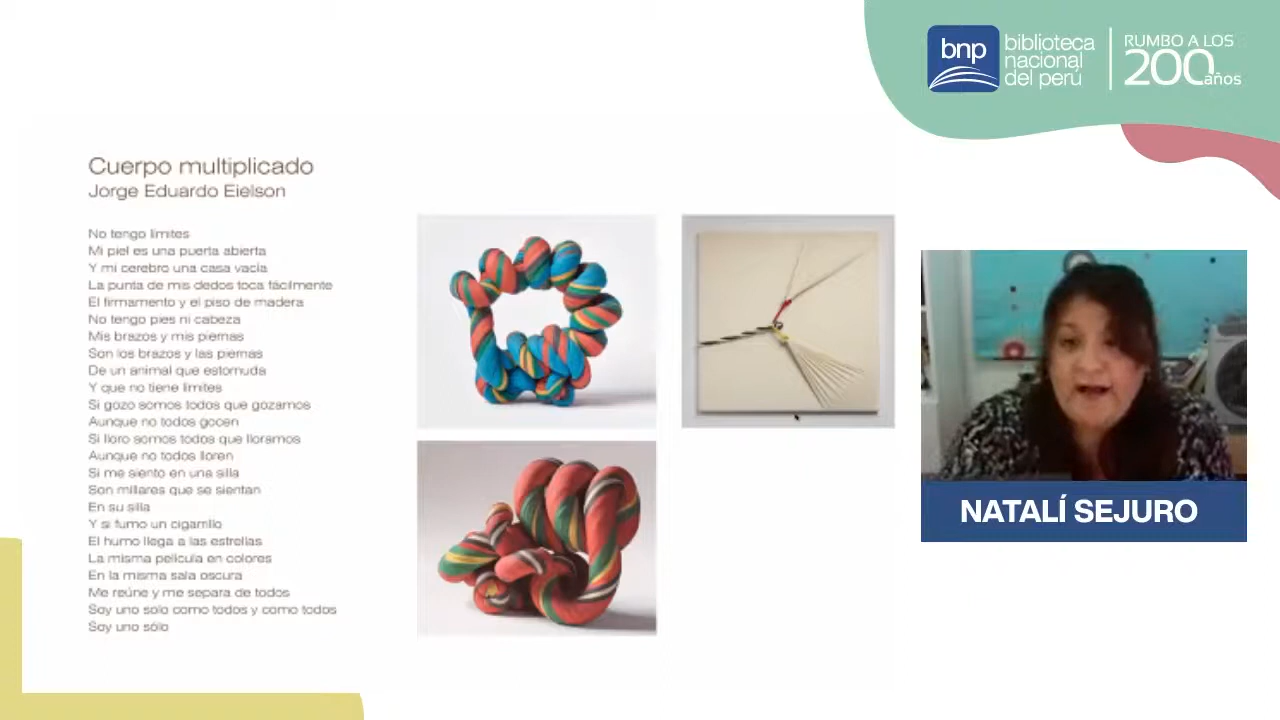 bnp
biblioteca
nacional
del perú
RUMBO A LOS
200 años
Cuerpo multiplicado
Jorge Eduardo Eielson
No tengo límites
Mi piel es una puerta abierta
Y mi cerebro una casa vacía
La punta de mis dedos toca fácilmente
El firmamento y el piso de madera
No tengo pies ni cabeza
Mis brazos y mis piernas
Son los brazos y las piernas
De un animal que estornuda
Y que no tiene límites
Si gozo somos todos que gozamos
Aunque no todos gocen
Si lloro somos todos que lloramos
Aunque no todos lloren
Si me siento en una silla
Son millares que se sientan
En su silla
Y si fumo un cigarrillo
El humo llega a las estrellas
La misma película en colores
En la misma sala oscura
Me reúne y me separa de todos
Soy uno solo como todos y como todos
Soy uno sólo
NATALÍ SEJURO